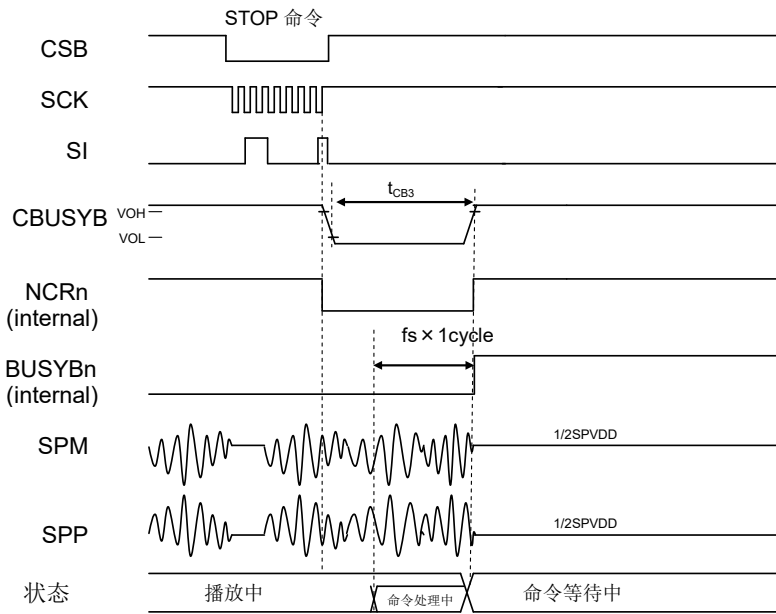 STOP 命令
CSB
SCK
SI
t_CB3
CBUSYB
VOH
VOL
NCRn
(internal)
fs × 1cycle
BUSYBn
(internal)
SPM
1/2SPVDD
SPP
1/2SPVDD
状态
播放中
命令处理中
命令等待中